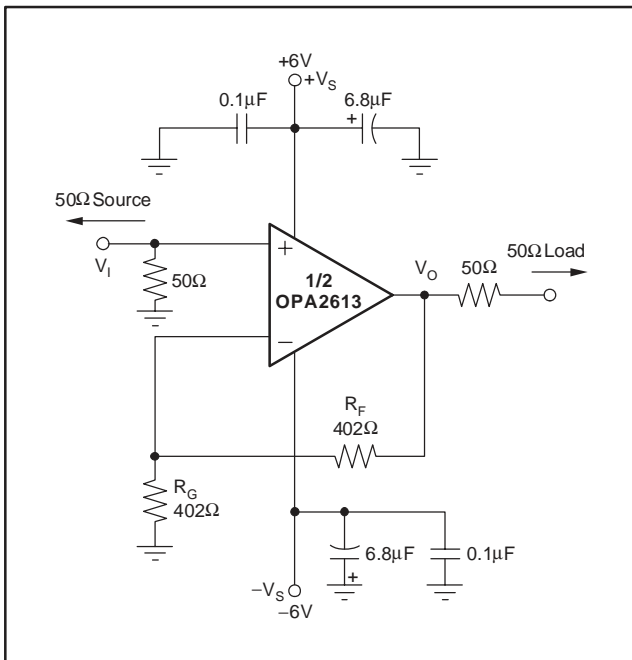 +6V
+V_S
0.1μF
6.8μF
+
50Ω Source
V_I
50Ω
+
−
1/2
OPA2613
V_O
50Ω
50Ω Load
R_F
402Ω
R_G
402Ω
6.8μF
+
0.1μF
−V_S
−6V